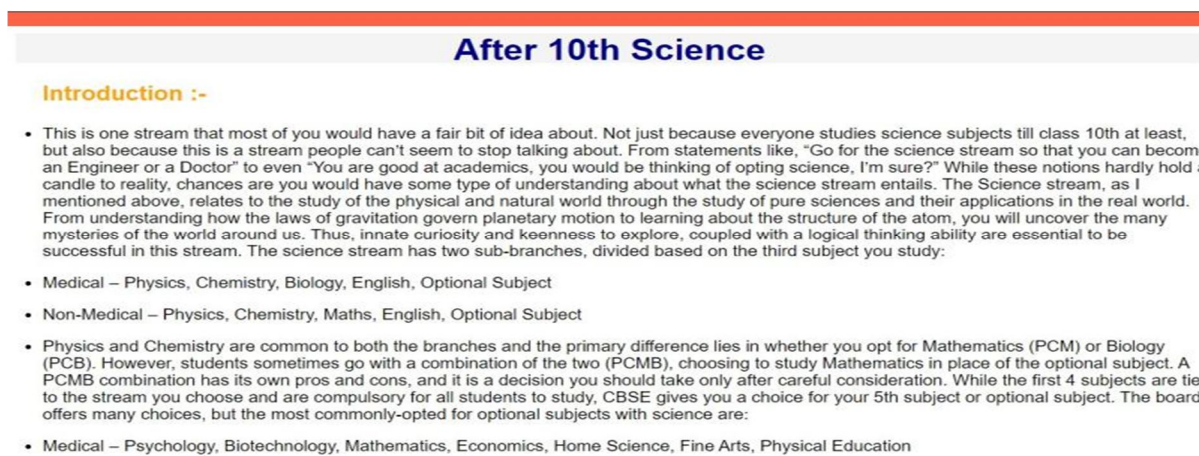 After 10th Science
Introduction :-
• This is one stream that most of you would have a fair bit of idea about. Not just because everyone studies science subjects till class 10th at least,
but also because this is a stream people can't seem to stop talking about. From statements like, “Go for the science stream so that you can becom
an Engineer or a Doctor” to even “You are good at academics, you would be thinking of opting science, I'm sure?” While these notions hardly hold a
candle to reality, chances are you would have some type of understanding about what the science stream entails. The Science stream, as I
mentioned above, relates to the study of the physical and natural world through the study of pure sciences and their applications in the real world.
From understanding how the laws of gravitation govern planetary motion to learning about the structure of the atom, you will uncover the many
mysteries of the world around us. Thus, innate curiosity and keenness to explore, coupled with a logical thinking ability are essential to be
successful in this stream. The science stream has two sub-branches, divided based on the third subject you study:
• Medical – Physics, Chemistry, Biology, English, Optional Subject
• Non-Medical – Physics, Chemistry, Maths, English, Optional Subject
• Physics and Chemistry are common to both the branches and the primary difference lies in whether you opt for Mathematics (PCM) or Biology
(PCB). However, students sometimes go with a combination of the two (PCMB), choosing to study Mathematics in place of the optional subject. A
PCMB combination has its own pros and cons, and it is a decision you should take only after careful consideration. While the first 4 subjects are tie
to the stream you choose and are compulsory for all students to study, CBSE gives you a choice for your 5th subject or optional subject. The board
offers many choices, but the most commonly-opted for optional subjects with science are:
• Medical – Psychology, Biotechnology, Mathematics, Economics, Home Science, Fine Arts, Physical Education